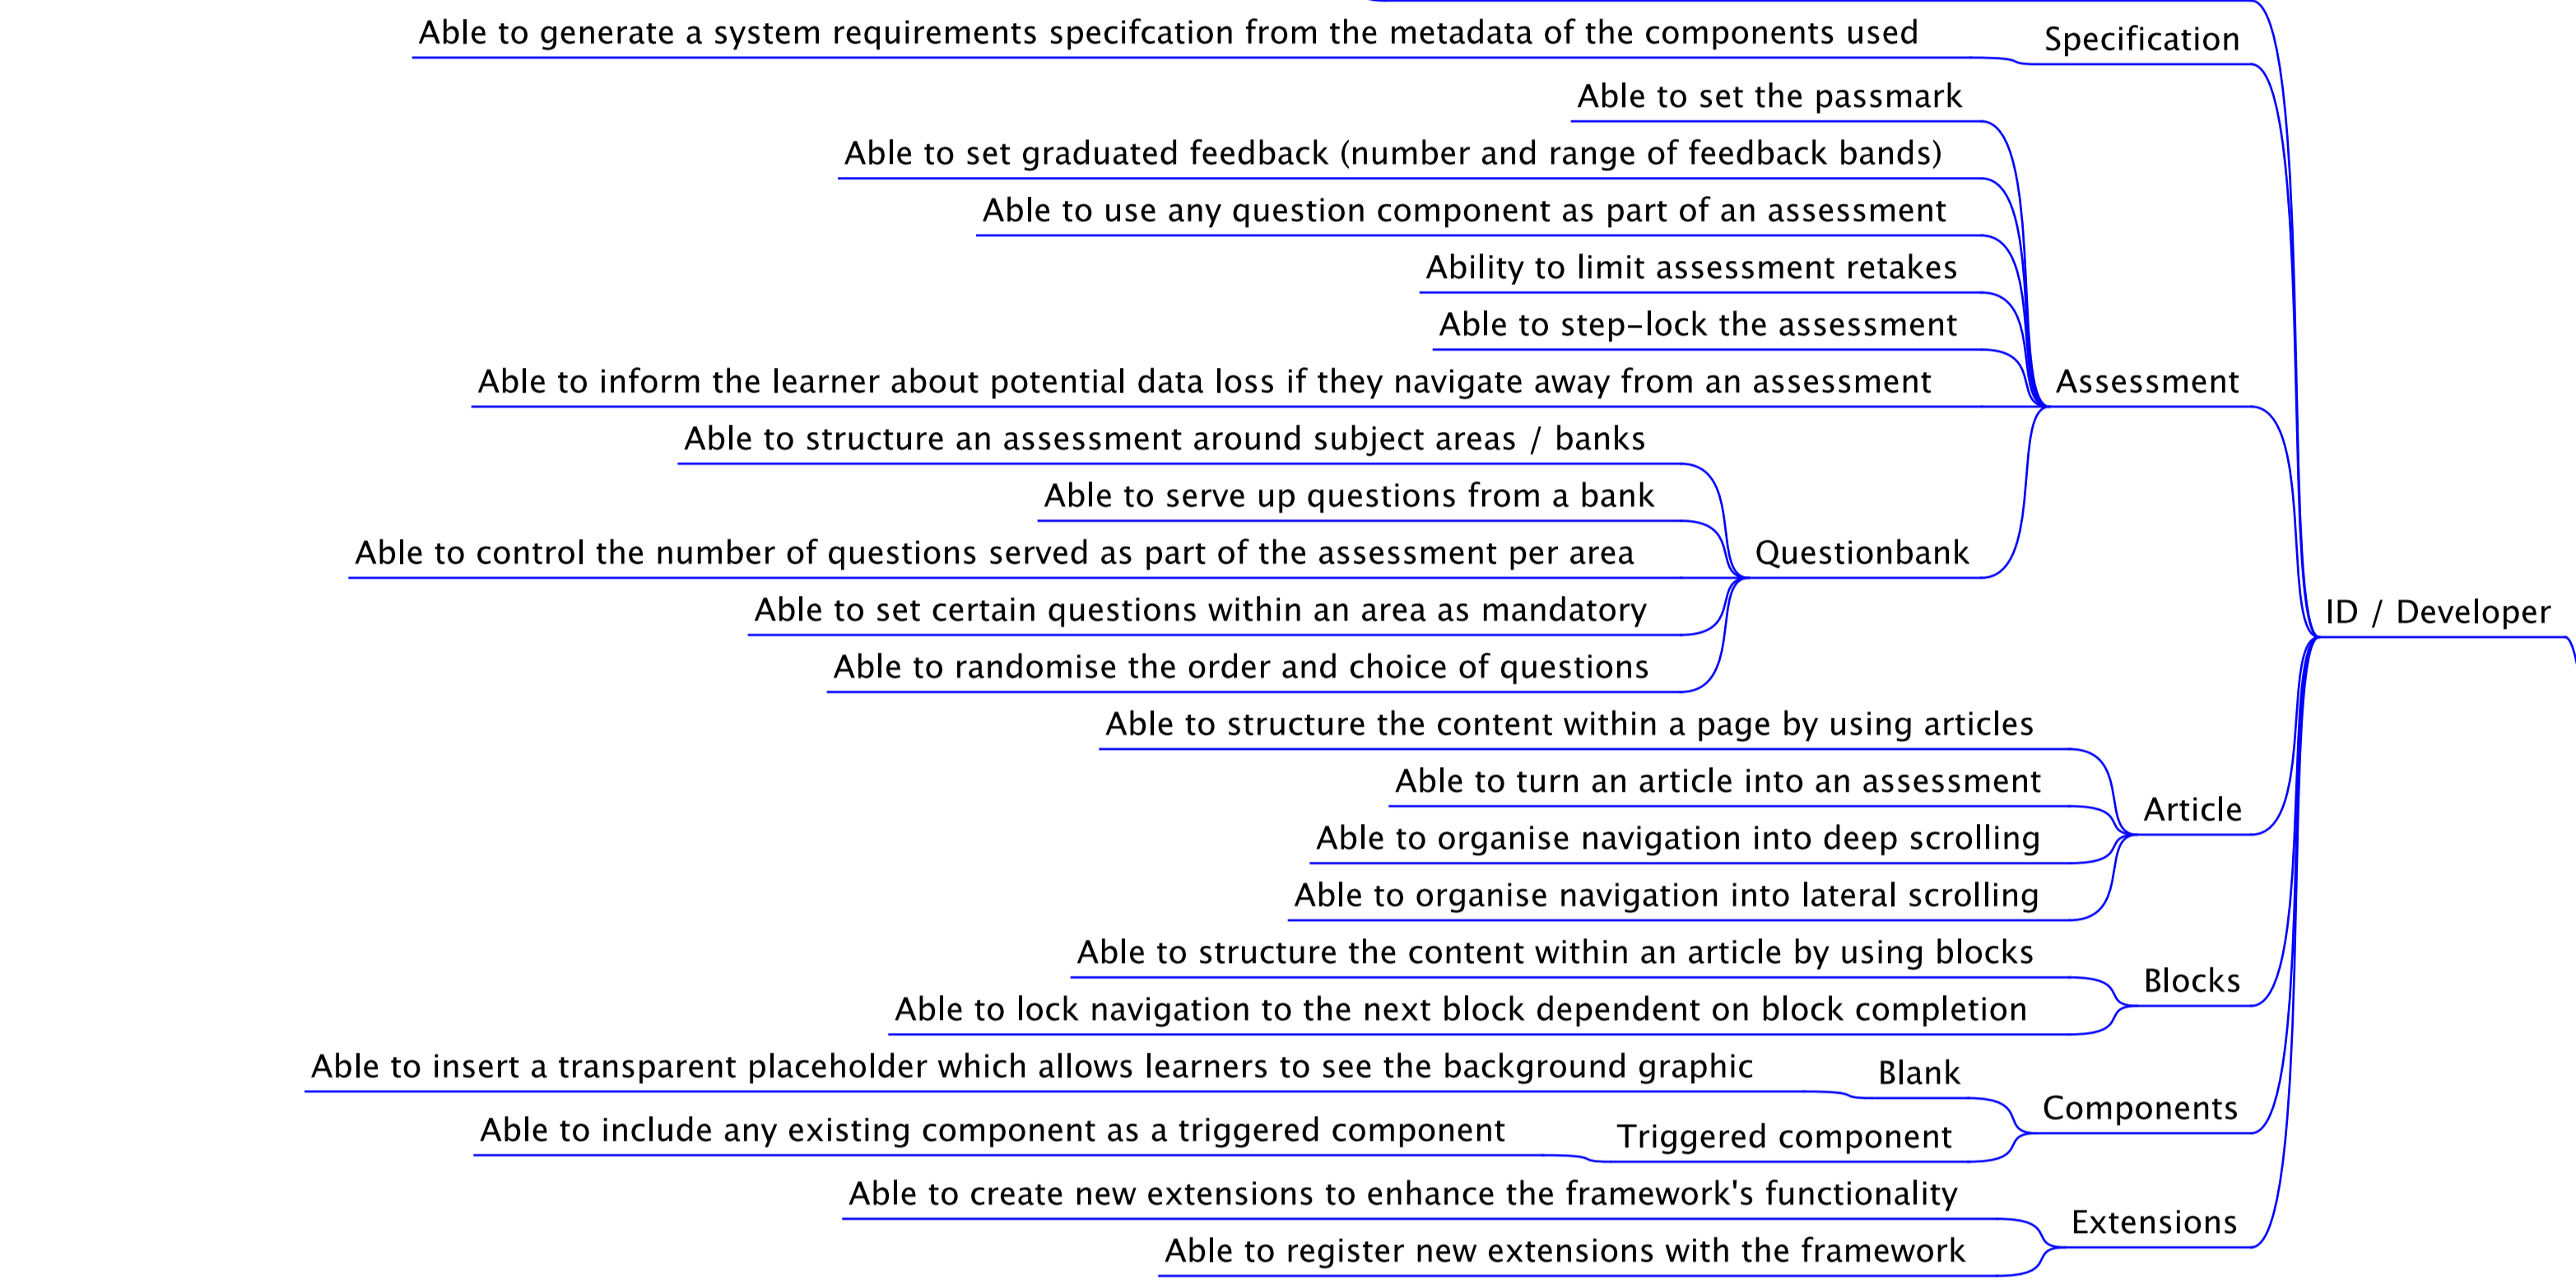 Able to generate a system requirements specifcation from the metadata of the components used
Specification
Able to set the passmark
Able to set graduated feedback (number and range of feedback bands)
Able to use any question component as part of an assessment
Ability to limit assessment retakes
Able to step-lock the assessment
Able to inform the learner about potential data loss if they navigate away from an assessment
Assessment
Able to structure an assessment around subject areas / banks
Able to serve up questions from a bank
Able to control the number of questions served as part of the assessment per area
Questionbank
Able to set certain questions within an area as mandatory
ID / Developer
Able to randomise the order and choice of questions
Able to structure the content within a page by using articles
Able to turn an article into an assessment
Article
Able to organise navigation into deep scrolling
Able to organise navigation into lateral scrolling
Able to structure the content within an article by using blocks
Blocks
Able to lock navigation to the next block dependent on block completion
Able to insert a transparent placeholder which allows learners to see the background graphic
Blank
Components
Able to include any existing component as a triggered component
Triggered component
Able to create new extensions to enhance the framework's functionality
Extensions
Able to register new extensions with the framework